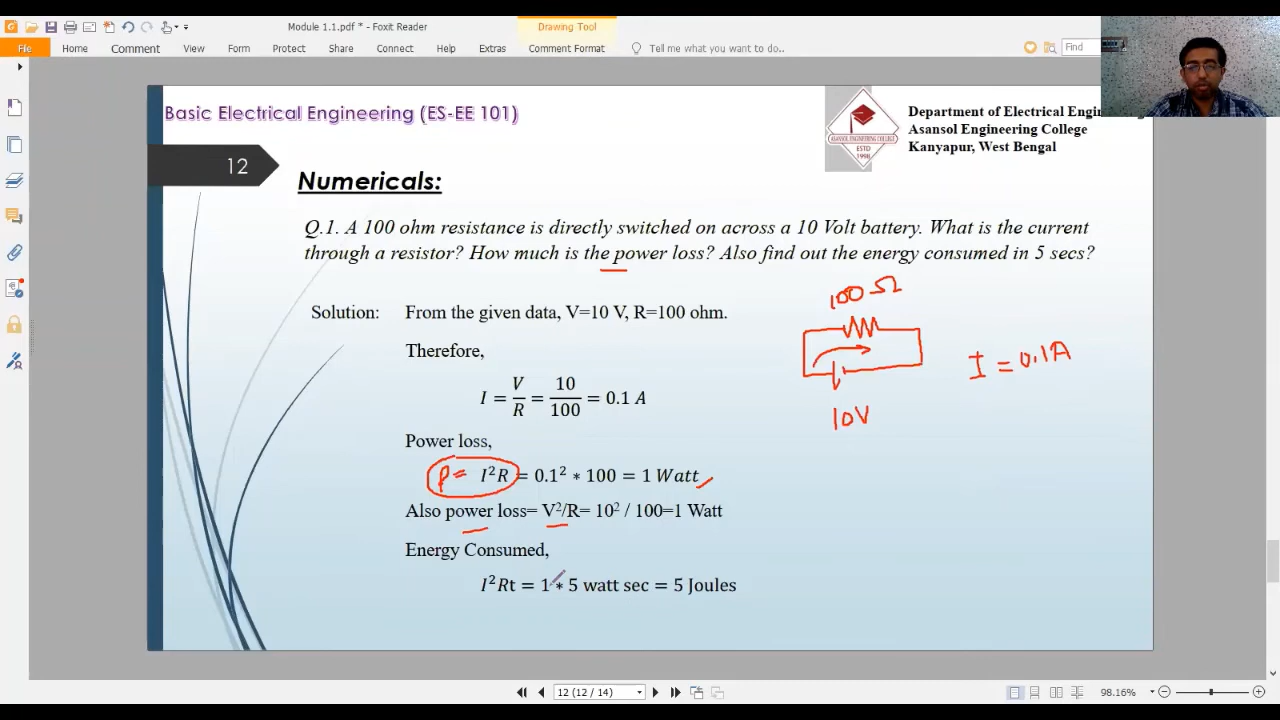 Module 1.1.pdf * - Foxit Reader
Drawing Tool
File Home Comment View Form Protect Share Connect Help Extras Comment Format Tell me what you want to do.. Find
Basic Electrical Engineering (ES-EE 101)
Department of Electrical Engi
Asansol Engineering College
Kanyapur, West Bengal
ASANSOL ENGINEERING COLLEGE
ESTD
1998
12
Numericals:
Q.1. A 100 ohm resistance is directly switched on across a 10 Volt battery. What is the current
through a resistor? How much is the power loss? Also find out the energy consumed in 5 secs?
100 Ω
Solution: From the given data, V=10 V, R=100 ohm.
Therefore,
I = 0.1A
I = V/R = 10/100 = 0.1 A
10V
Power loss,
P = I²R = 0.1² ∗ 100 = 1 Watt
Also power loss= V²/R= 10² / 100=1 Watt
Energy Consumed,
I²Rt = 1 ∗ 5 watt sec = 5 Joules
12 (12 / 14) 98.16%